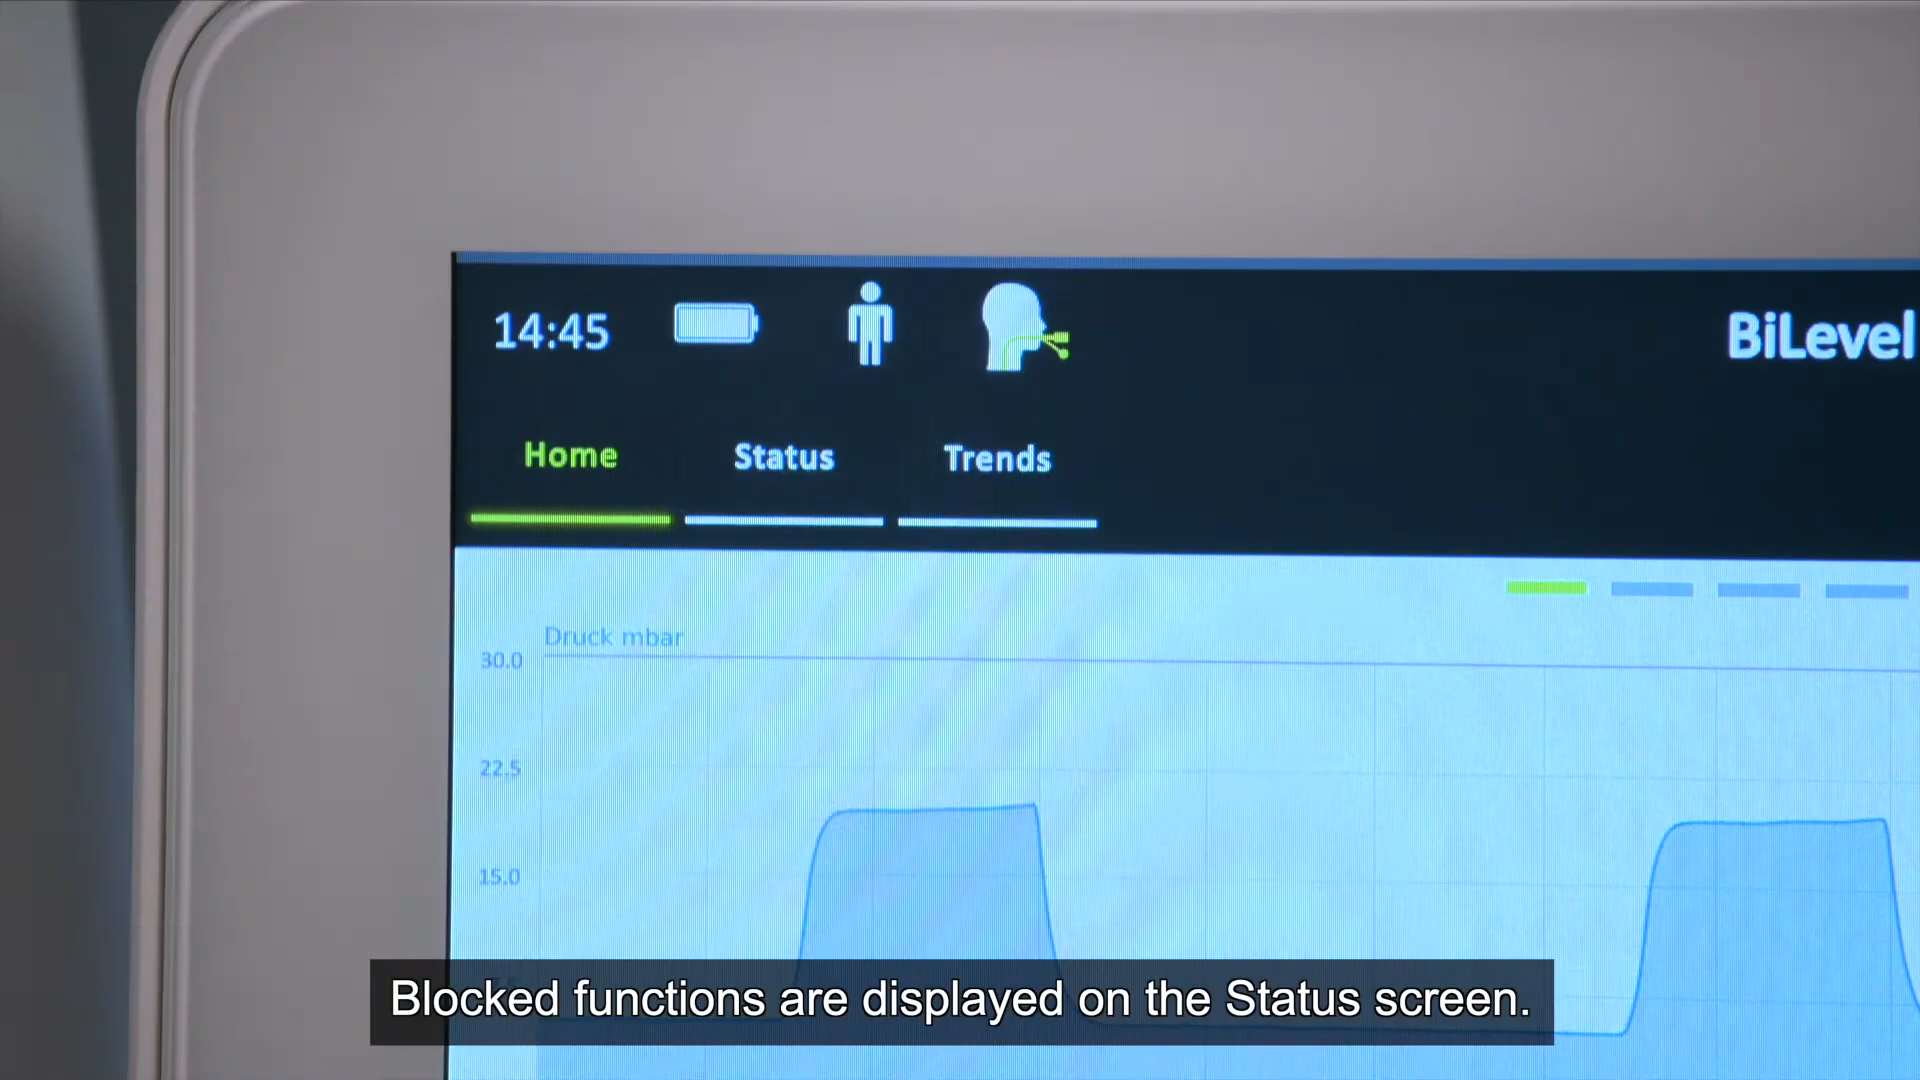 14:45
BiLevel
Home Status Trends
Druck mbar
30.0
22.5
15.0
Blocked functions are displayed on the Status screen.